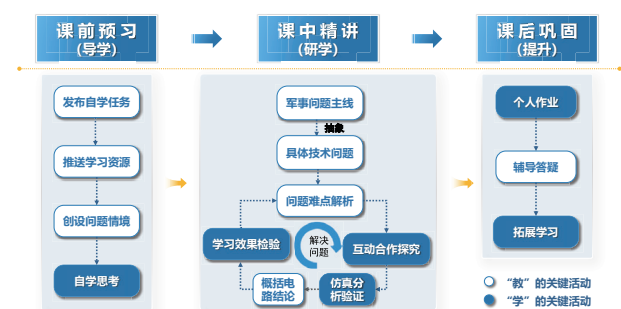 课前预习
(导学)
课中精讲
(研学)
课后巩固
(提升)
发布自学任务
推送学习资源
创设问题情境
自学思考
军事问题主线
抽象
具体技术问题
问题难点解析
学习效果检验
解决
问题
互动合作探究
概括电
路结论
仿真分
析验证
个人作业
辅导答疑
拓展学习
“教”的关键活动
“学”的关键活动